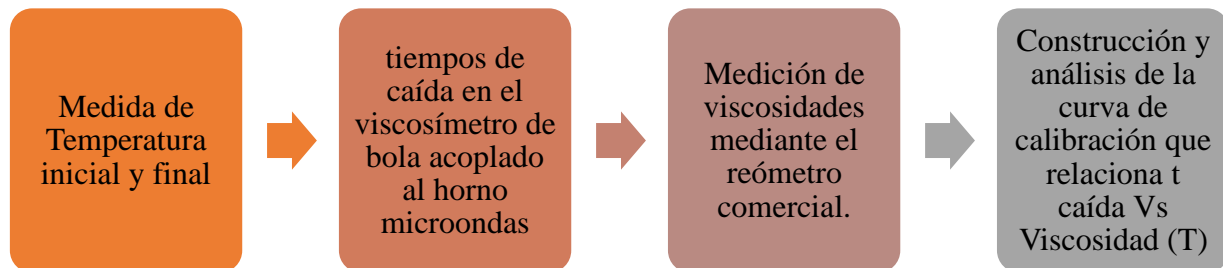 Medida de
Temperatura
inicial y final
tiempos de
caída en el
viscosímetro de
bola acoplado
al horno
microondas
Medición de
viscosidades
mediante el
reómetro
comercial.
Construcción y
análisis de la
curva de
calibración que
relaciona t
caída Vs
Viscosidad (T)